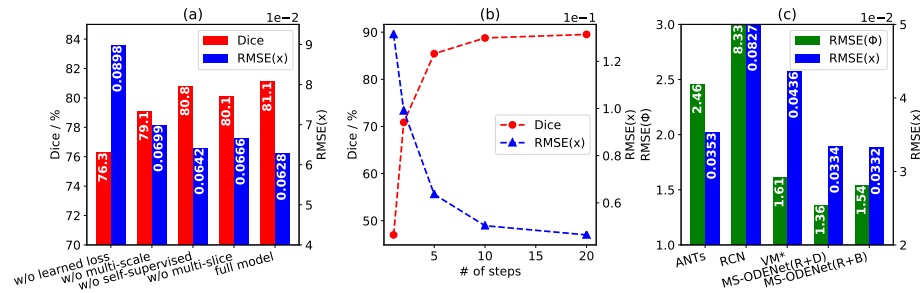 (a)
1e−2
Dice / %
84
82
80
78
76
74
72
70
Dice
RMSE(x)
76.3
0.0898
79.1
0.0699
80.8
0.0642
80.1
0.0666
81.1
0.0628
10
9
8
7
6
5
4
RMSE(x)
w/o learned loss
w/o multi-scale
w/o self-supervised
w/o multi-slice
full model
(b)
1e−1
Dice / %
90
80
70
60
50
Dice
RMSE(x)
1.2
1.0
0.8
0.6
RMSE(x)
5
10
15
20
# of steps
(c)
1e−2
RMSE(Φ)
3.0
2.5
2.0
1.5
1.0
RMSE(Φ)
RMSE(x)
2.46
0.0353
8.33
0.0827
1.61
0.0436
1.36
0.0334
1.54
0.0332
5
4
3
2
1
RMSE(x)
ANTs
RCN
VM*
MS-ODENet(R+D)
MS-ODENet(R+B)